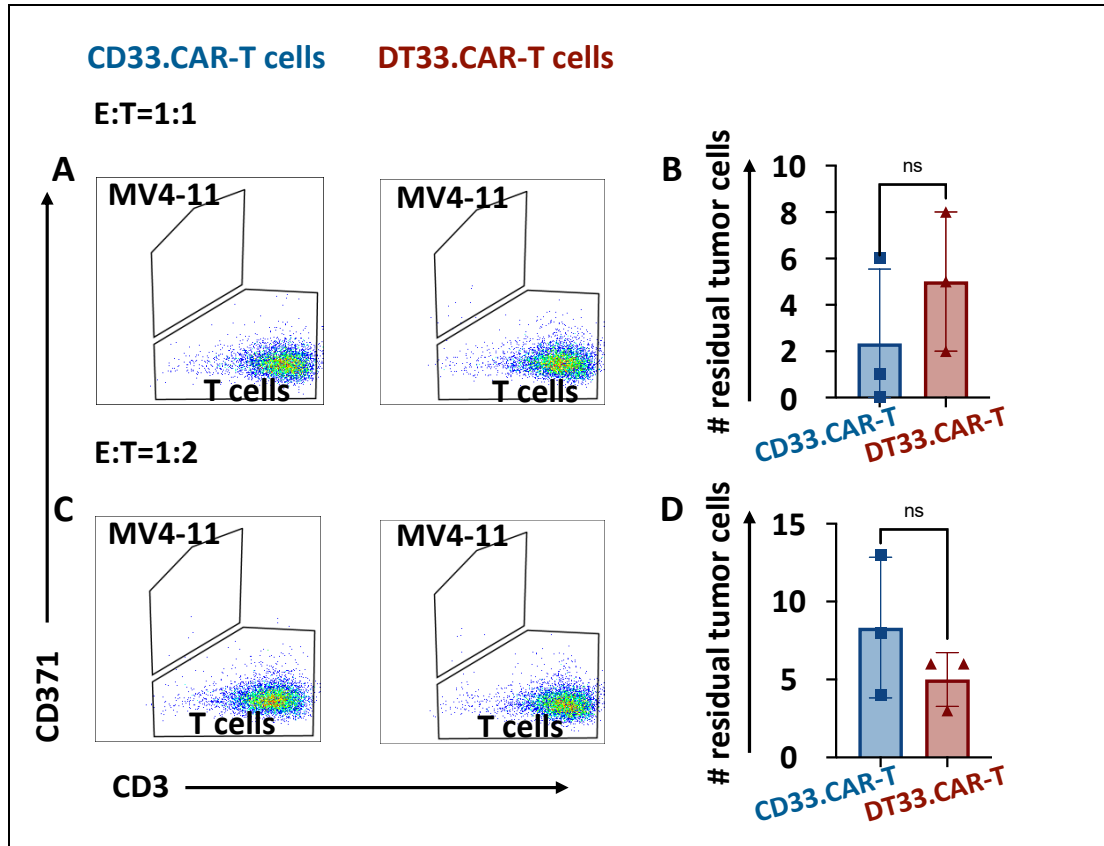 CD33.CAR-T cells DT33.CAR-T cells
E:T=1:1
A
MV4-11
T cells
MV4-11
T cells
B
# residual tumor cells
10
8
6
4
2
0
ns
CD33.CAR-T
DT33.CAR-T
E:T=1:2
C
MV4-11
T cells
MV4-11
T cells
D
# residual tumor cells
15
10
5
0
ns
CD33.CAR-T
DT33.CAR-T
CD371
CD3